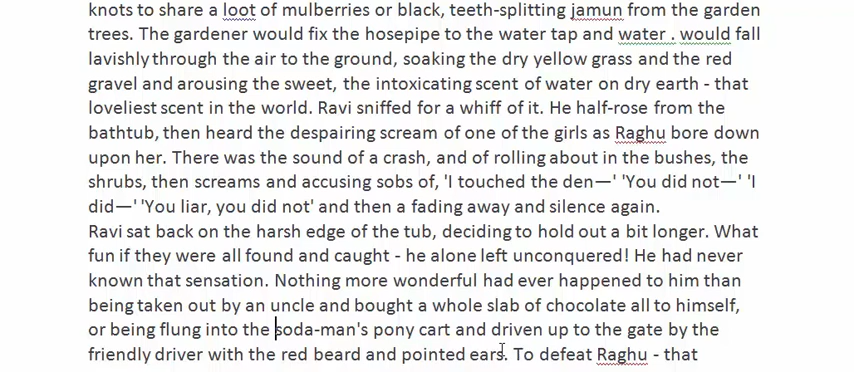 knots to share a loot of mulberries or black, teeth-splitting jamun from the garden
trees. The gardener would fix the hosepipe to the water tap and water . would fall
lavishly through the air to the ground, soaking the dry yellow grass and the red
gravel and arousing the sweet, the intoxicating scent of water on dry earth - that
loveliest scent in the world. Ravi sniffed for a whiff of it. He half-rose from the
bathtub, then heard the despairing scream of one of the girls as Raghu bore down
upon her. There was the sound of a crash, and of rolling about in the bushes, the
shrubs, then screams and accusing sobs of, 'I touched the den—' 'You did not—' 'I
did—' 'You liar, you did not' and then a fading away and silence again.
Ravi sat back on the harsh edge of the tub, deciding to hold out a bit longer. What
fun if they were all found and caught - he alone left unconquered! He had never
known that sensation. Nothing more wonderful had ever happened to him than
being taken out by an uncle and bought a whole slab of chocolate all to himself,
or being flung into the soda-man's pony cart and driven up to the gate by the
friendly driver with the red beard and pointed ears. To defeat Raghu - that